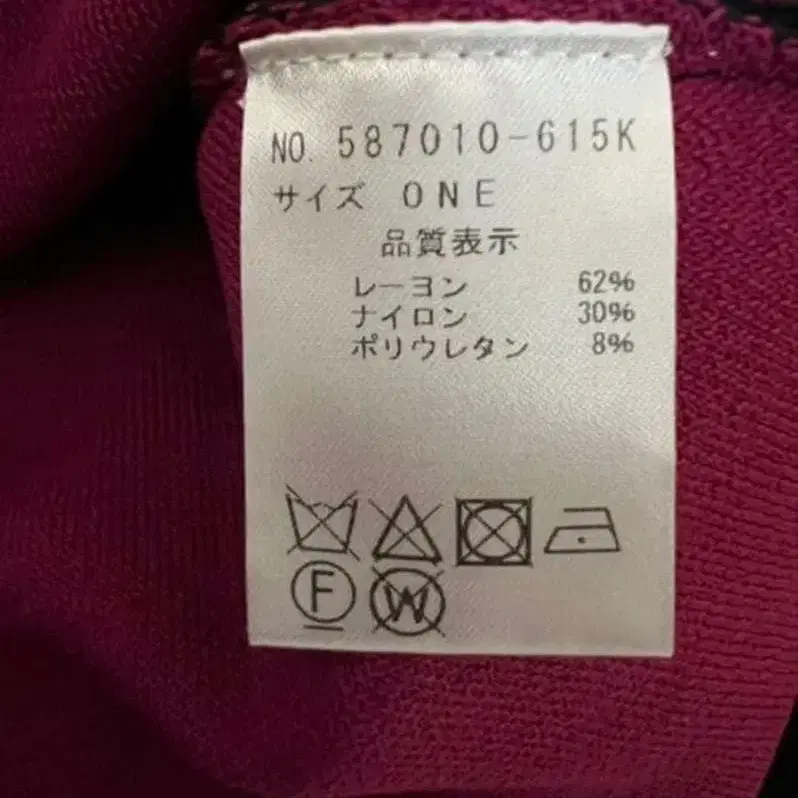 NO. 587010-615K
サイズ ONE
品質表示
レーヨン 62%
ナイロン 30%
ポリウレタン 8%
F W